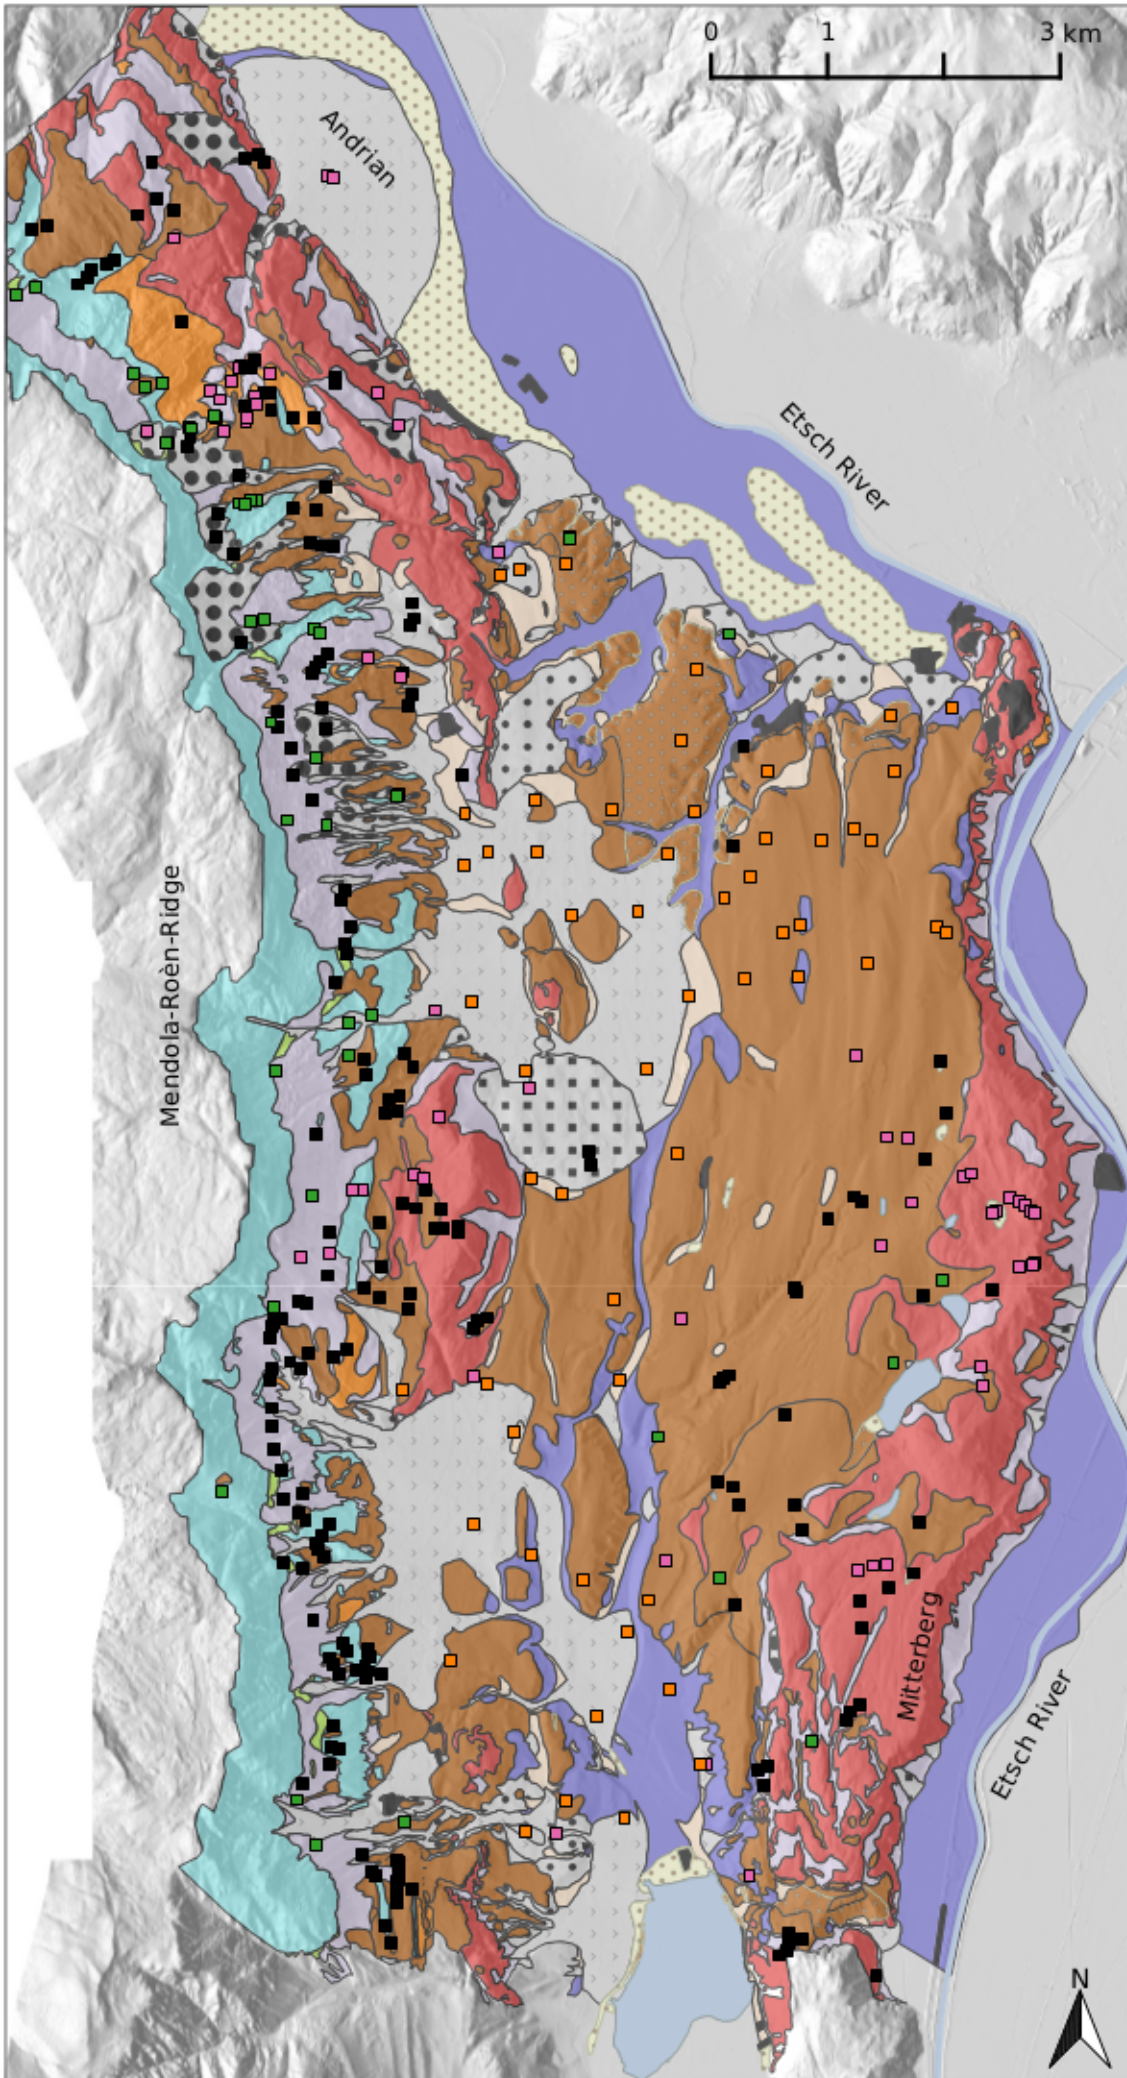 0 1 3 km
Andrian
Etsch River
Mendola-Roèn-Ridge
Mitterberg
Etsch River
N